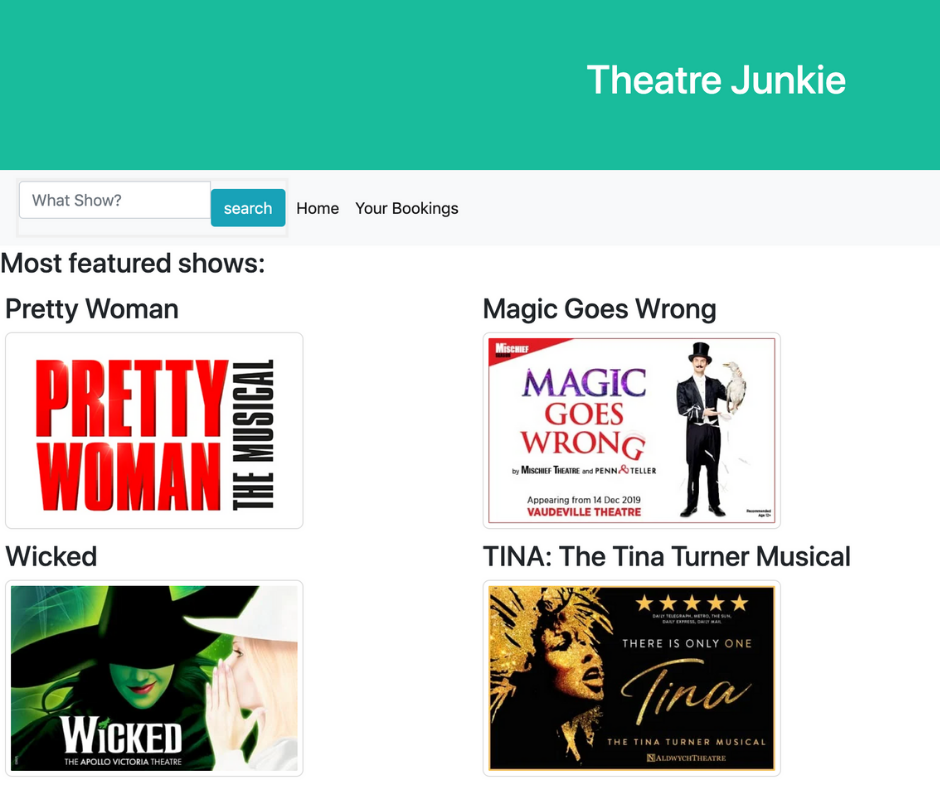 Theatre Junkie
What Show?
search
Home
Your Bookings
Most featured shows:
Pretty Woman
PRETTY
WOMAN
THE MUSICAL
Magic Goes Wrong
MISCHIEF
MAGIC
GOES
WRONG
by MISCHIEF THEATRE and PENN & TELLER
Appearing from 14 Dec 2019
VAUDEVILLE THEATRE
Recommended
Age 12+
Wicked
WICKED
THE APOLLO VICTORIA THEATRE
TINA: The Tina Turner Musical
DAILY TELEGRAPH, METRO, THE SUN,
DAILY EXPRESS, DAILY MAIL
THERE IS ONLY ONE
Tina
THE TINA TURNER MUSICAL
ALDWYCHTHEATRE